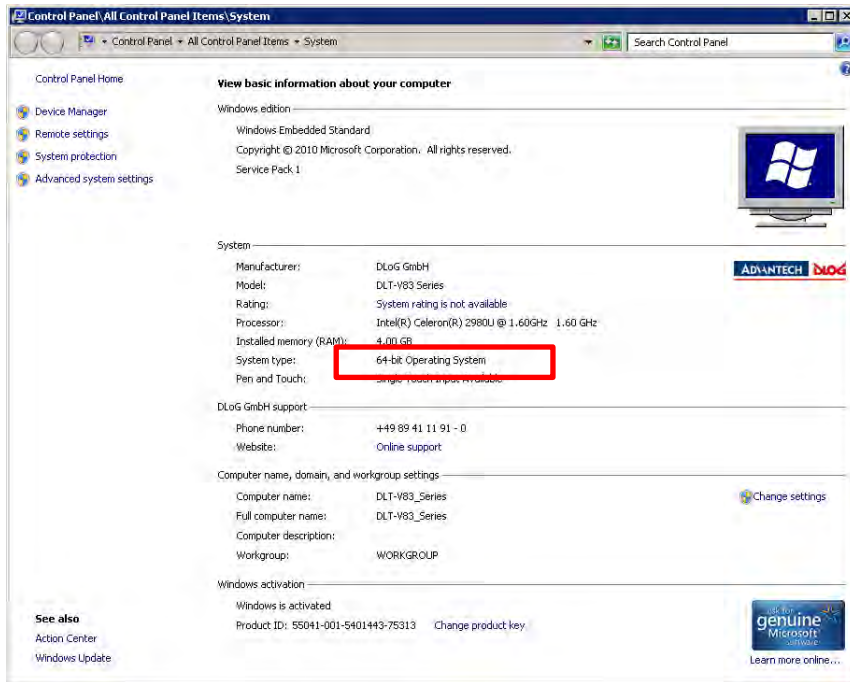 Control Panel\All Control Panel Items\System
Control Panel All Control Panel Items System
Search Control Panel
Control Panel Home
Device Manager
Remote settings
System protection
Advanced system settings
View basic information about your computer
Windows edition
Windows Embedded Standard
Copyright © 2010 Microsoft Corporation. All rights reserved.
Service Pack 1
System
Manufacturer: DLoG GmbH
Model: DLT-V83 Series
Rating: System rating is not available
Processor: Intel(R) Celeron(R) 2980U @ 1.60GHz 1.60 GHz
Installed memory (RAM): 4.00 GB
System type: 64-bit Operating System
Pen and Touch: Single Touch Input Available
ADVANTECH DLOG
DLoG GmbH support
Phone number: +49 89 41 11 91 - 0
Website: Online support
Computer name, domain, and workgroup settings
Computer name: DLT-V83_Series
Change settings
Full computer name: DLT-V83_Series
Computer description:
Workgroup: WORKGROUP
Windows activation
Windows is activated
Product ID: 55041-001-5401443-75313 Change product key
ask for
genuine
Microsoft
software
Learn more online...
See also
Action Center
Windows Update